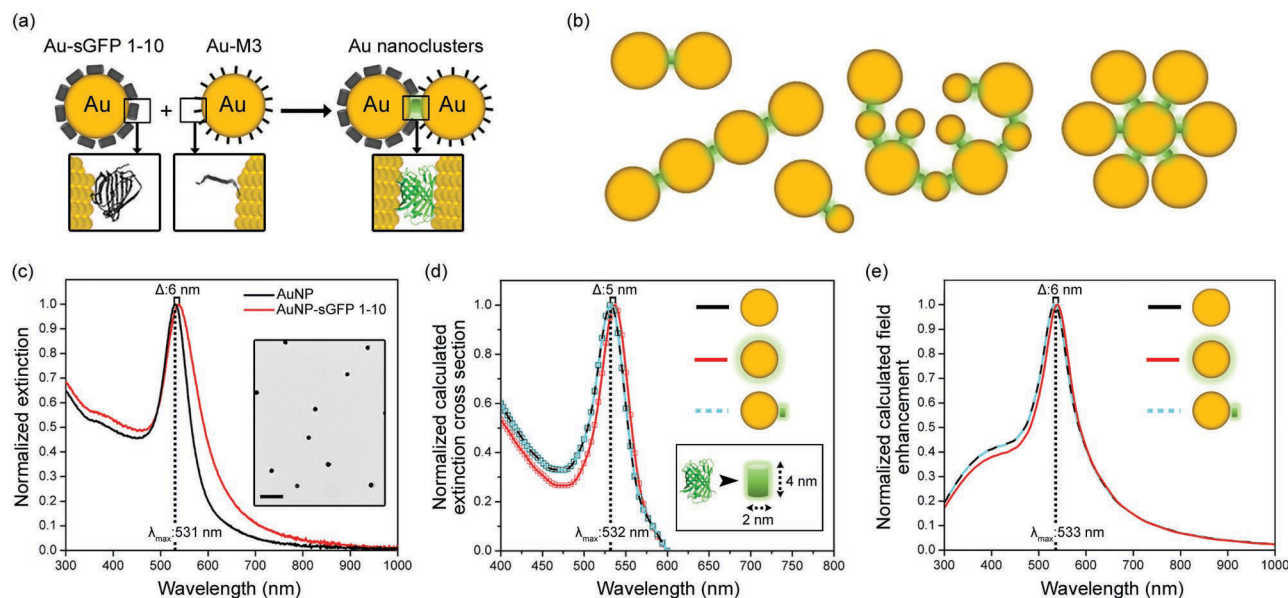 (a)
Au-sGFP 1-10
Au-M3
Au nanoclusters
Au
+
Au
Au
Au
(b)
(c)
Δ:6 nm
AuNP
AuNP-sGFP 1-10
Normalized extinction
1.0
0.9
0.8
0.7
0.6
0.5
0.4
0.3
0.2
0.1
0.0
λmax:531 nm
300 400 500 600 700 800 900 1000
Wavelength (nm)
(d)
Δ:5 nm
Normalized calculated
extinction cross section
1.0
0.8
0.6
0.4
0.2
0.0
4 nm
2 nm
λmax:532 nm
400 450 500 550 600 650 700 750 800
Wavelength (nm)
(e)
Δ:6 nm
Normalized calculated field
enhancement
1.0
0.9
0.8
0.7
0.6
0.5
0.4
0.3
0.2
0.1
0.0
λmax:533 nm
300 400 500 600 700 800 900 1000
Wavelength (nm)